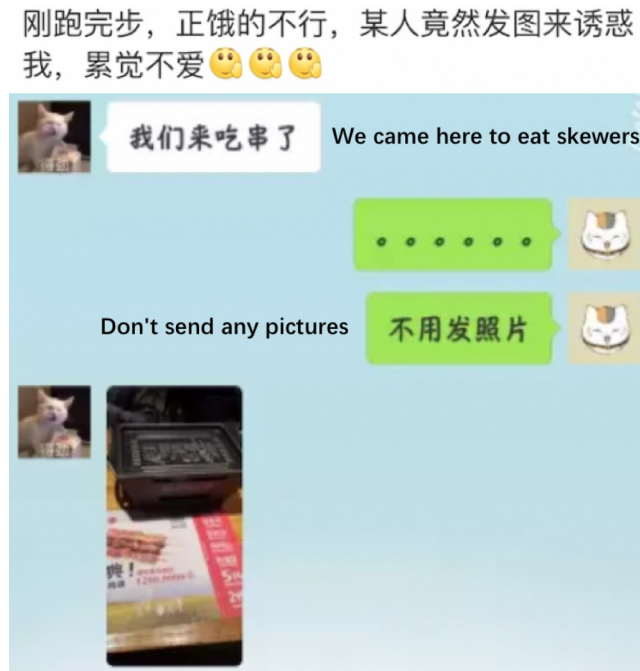 刚跑完步，正饿的不行，某人竟然发图来诱惑
我，累觉不爱
我们来吃串了
We came here to eat skewers
。。。。。。
Don't send any pictures
不用发照片